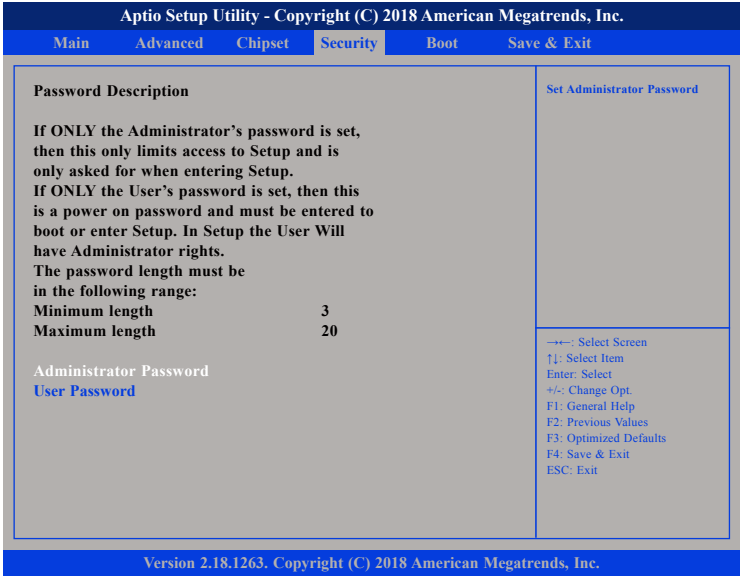 Aptio Setup Utility - Copyright (C) 2018 American Megatrends, Inc.
Main Advanced Chipset Security Boot Save & Exit
Password Description
If ONLY the Administrator's password is set,
then this only limits access to Setup and is
only asked for when entering Setup.
If ONLY the User's password is set, then this
is a power on password and must be entered to
boot or enter Setup. In Setup the User Will
have Administrator rights.
The password length must be
in the following range:
Minimum length 3
Maximum length 20
Administrator Password
User Password
Set Administrator Password
→←: Select Screen
↑↓: Select Item
Enter: Select
+/-: Change Opt.
F1: General Help
F2: Previous Values
F3: Optimized Defaults
F4: Save & Exit
ESC: Exit
Version 2.18.1263. Copyright (C) 2018 American Megatrends, Inc.